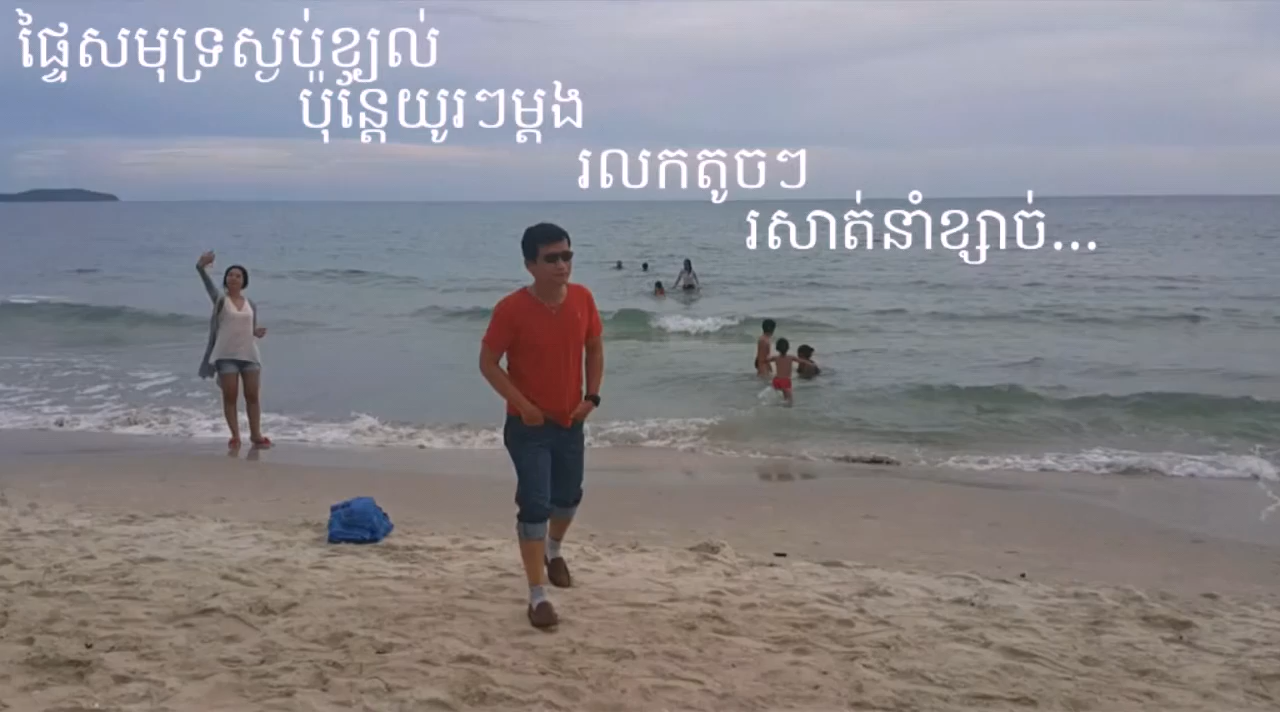 ផ្ទៃសមុទ្រស្ងប់ខ្យល់
ប៉ុន្តែយូរៗម្ដង
រលកតូចៗ
រសាត់នាំខ្សាច់...